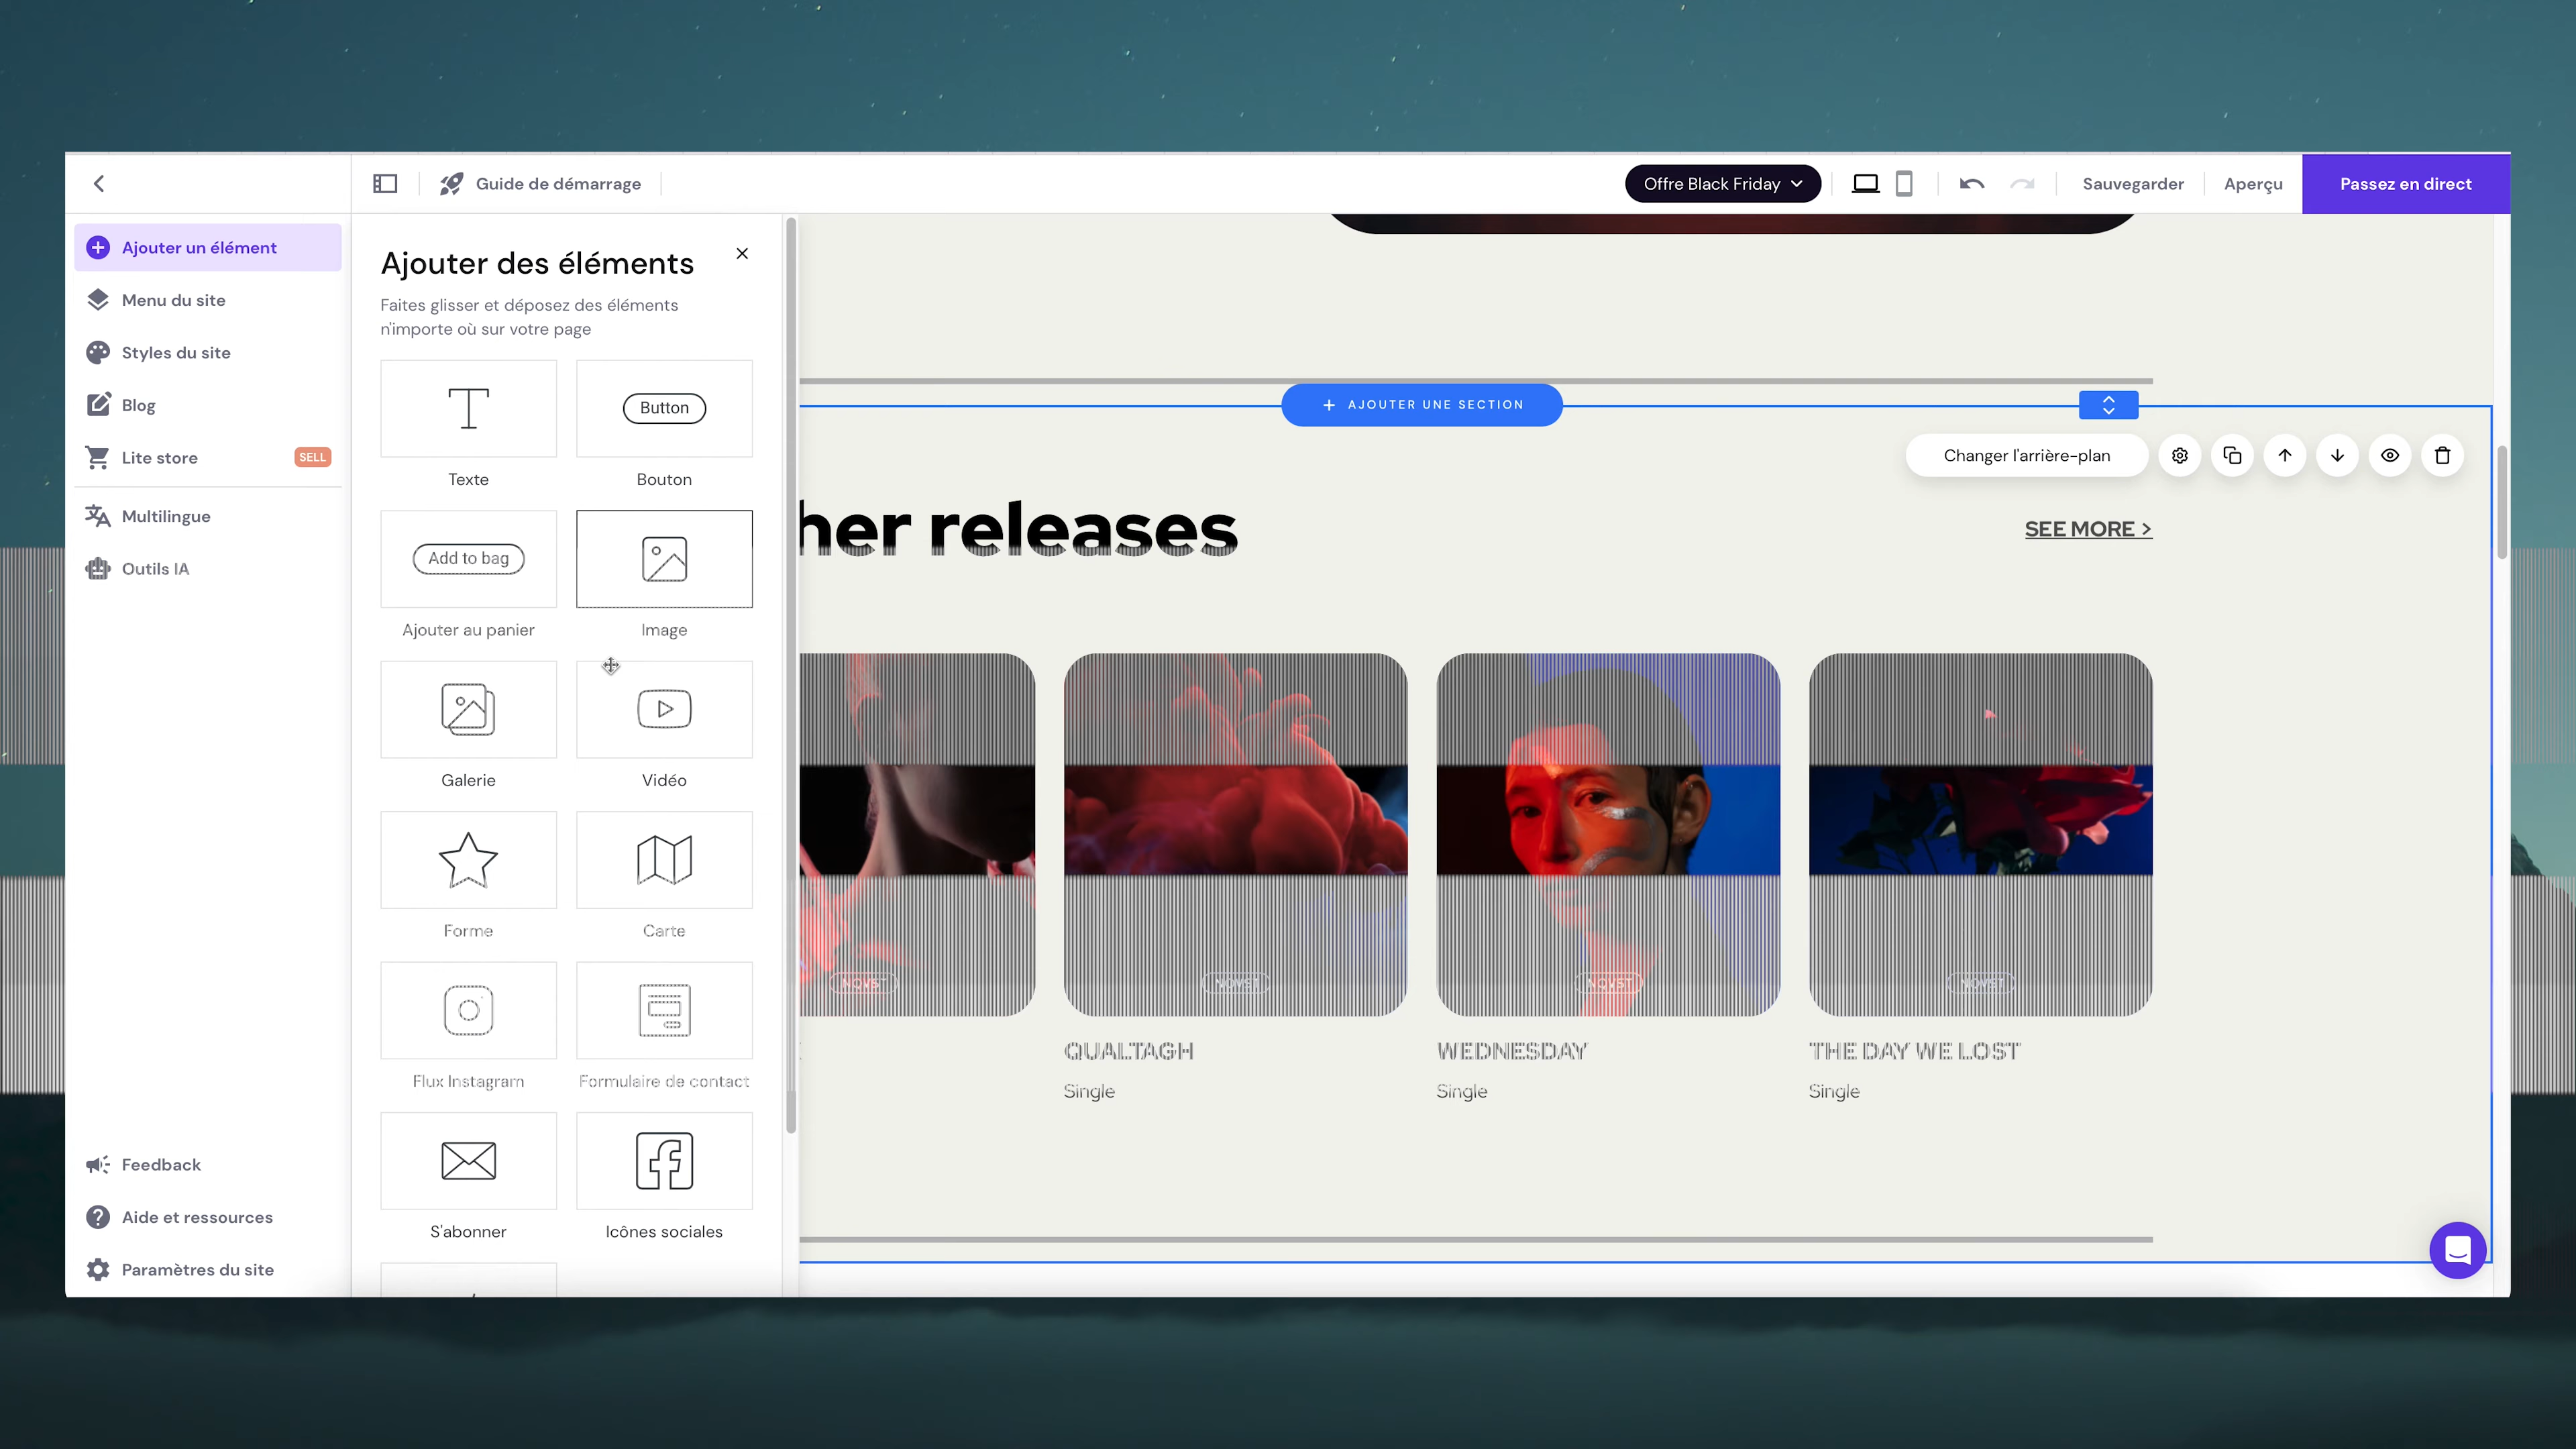 Guide de démarrage
Offre Black Friday
Sauvegarder
Aperçu
Passez en direct
Ajouter un élément
Menu du site
Styles du site
Blog
Lite store
SELL
Multilingue
Outils IA
Feedback
Aide et ressources
Paramètres du site
Ajouter des éléments
Faites glisser et déposez des éléments
n'importe où sur votre page
Button
Texte
Bouton
Add to bag
Ajouter au panier
Image
Galerie
Vidéo
Forme
Carte
Flux Instagram
Formulaire de contact
S'abonner
Icônes sociales
+ AJOUTER UNE SECTION
Changer l'arrière-plan
her releases
SEE MORE >
QUALTAGH
Single
WEDNESDAY
Single
THE DAY WE LOST
Single